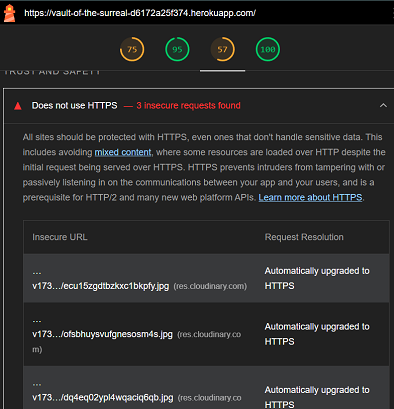 https://vault-of-the-surreal-d6172a25f374.herokuapp.com/
75 95 57 100
TRUST AND SAFETY
Does not use HTTPS — 3 insecure requests found
All sites should be protected with HTTPS, even ones that don't handle sensitive data. This
includes avoiding mixed content, where some resources are loaded over HTTP despite the
initial request being served over HTTPS. HTTPS prevents intruders from tampering with or
passively listening in on the communications between your app and your users, and is a
prerequisite for HTTP/2 and many new web platform APIs. Learn more about HTTPS.
Insecure URL Request Resolution
…
v173…/ecu15zgdtbzkxc1bkpfy.jpg (res.cloudinary.com)
Automatically upgraded to
HTTPS
…
v173…/ofsbhuysvufgnesosm4s.jpg (res.cloudinary.co
m)
Automatically upgraded to
HTTPS
…
v173…/dq4eq02ypl4wqaciq6qb.jpg (res.cloudinary.co
Automatically upgraded to
HTTPS